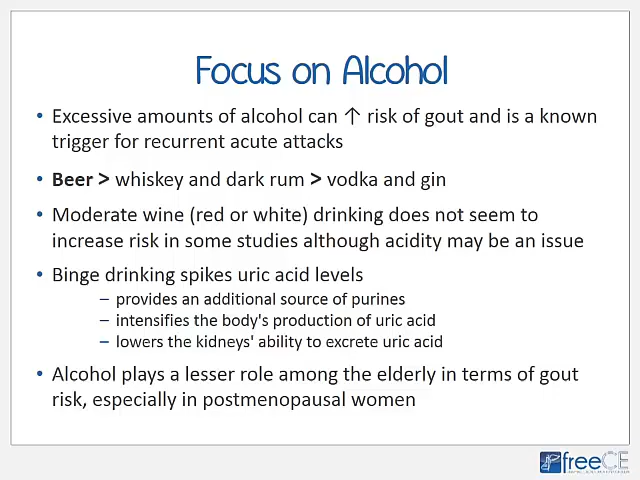 Focus on Alcohol
• Excessive amounts of alcohol can ↑ risk of gout and is a known
trigger for recurrent acute attacks
• Beer > whiskey and dark rum > vodka and gin
• Moderate wine (red or white) drinking does not seem to
increase risk in some studies although acidity may be an issue
• Binge drinking spikes uric acid levels
– provides an additional source of purines
– intensifies the body's production of uric acid
– lowers the kidneys' ability to excrete uric acid
• Alcohol plays a lesser role among the elderly in terms of gout
risk, especially in postmenopausal women
freeCE